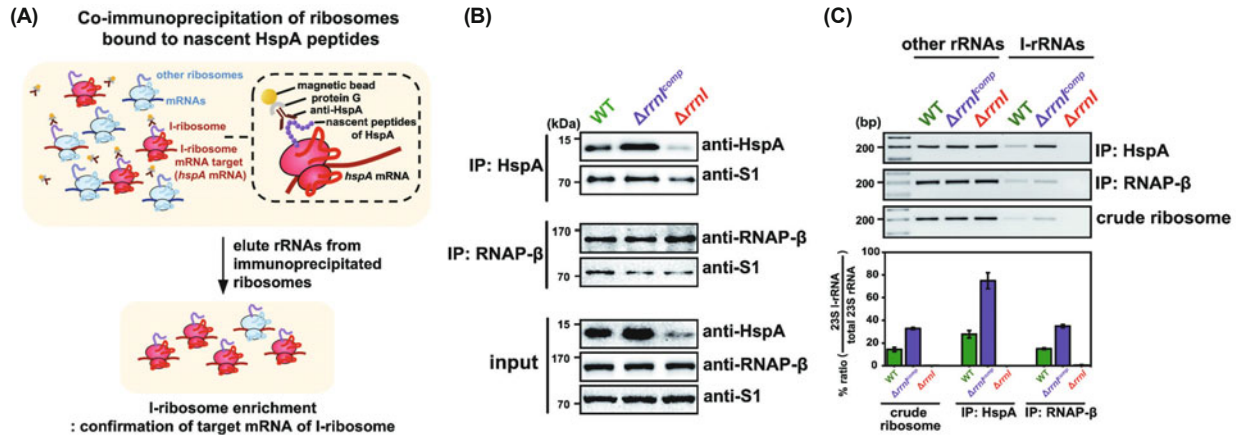 (A)
Co-immunoprecipitation of ribosomes
bound to nascent HspA peptides
other ribosomes
mRNAs
I-ribosome
I-ribosome
mRNA target
(hspA mRNA)
magnetic bead
protein G
anti-HspA
nascent peptides
of HspA
hspA mRNA
elute rRNAs from
immunoprecipitated
ribosomes
I-ribosome enrichment
: confirmation of target mRNA of I-ribosome
(B)
WT ΔrrnI^comp ΔrrnI
(kDa)
IP: HspA
15 anti-HspA
70 anti-S1
IP: RNAP-β
170 anti-RNAP-β
70 anti-S1
input
15 anti-HspA
170 anti-RNAP-β
70 anti-S1
(C)
other rRNAs I-rRNAs
WT ΔrrnI^comp ΔrrnI WT ΔrrnI^comp ΔrrnI
(bp)
200 IP: HspA
200 IP: RNAP-β
200 crude ribosome
% ratio (23S I-rRNA / total 23S rRNA)
100
80
60
40
20
0
WT ΔrrnI^comp ΔrrnI WT ΔrrnI^comp ΔrrnI WT ΔrrnI^comp ΔrrnI
crude
ribosome
IP: HspA
IP: RNAP-β